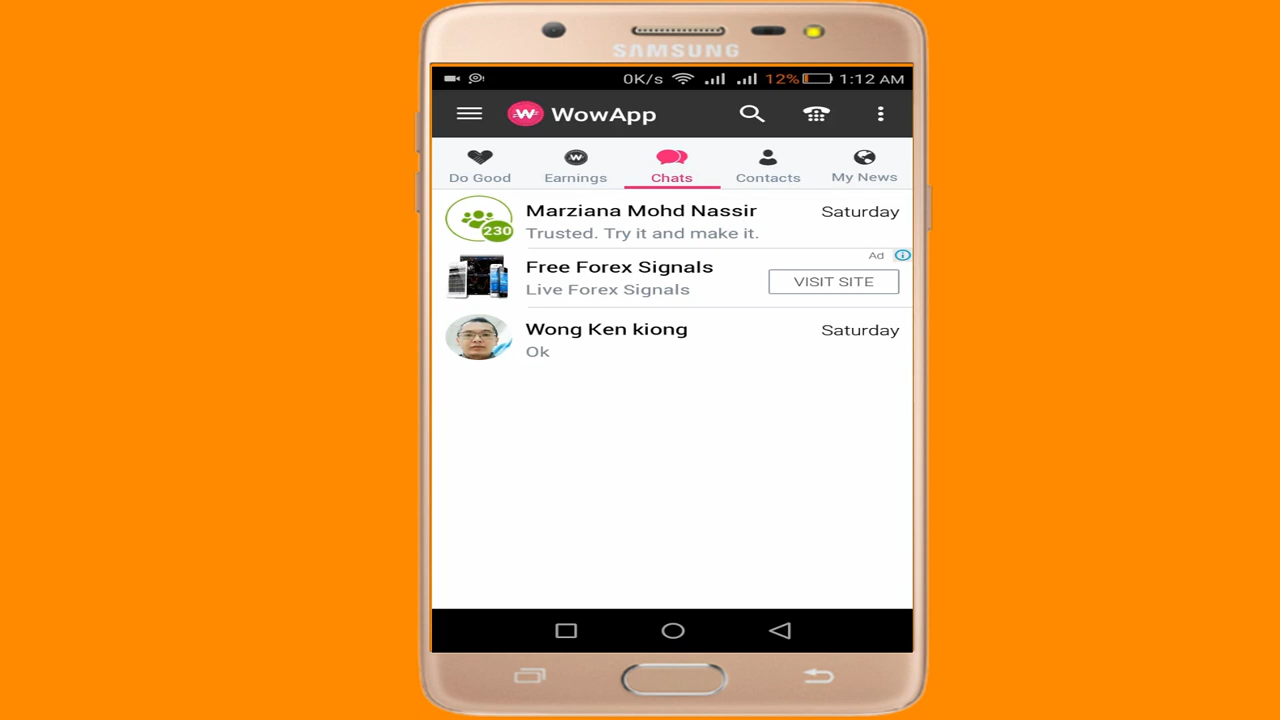 SAMSUNG
0K/s 12% 1:12 AM
W WowApp
Do Good Earnings Chats Contacts My News
Marziana Mohd Nassir Saturday
230 Trusted. Try it and make it.
Ad
Free Forex Signals
Live Forex Signals VISIT SITE
Wong Ken kiong Saturday
Ok